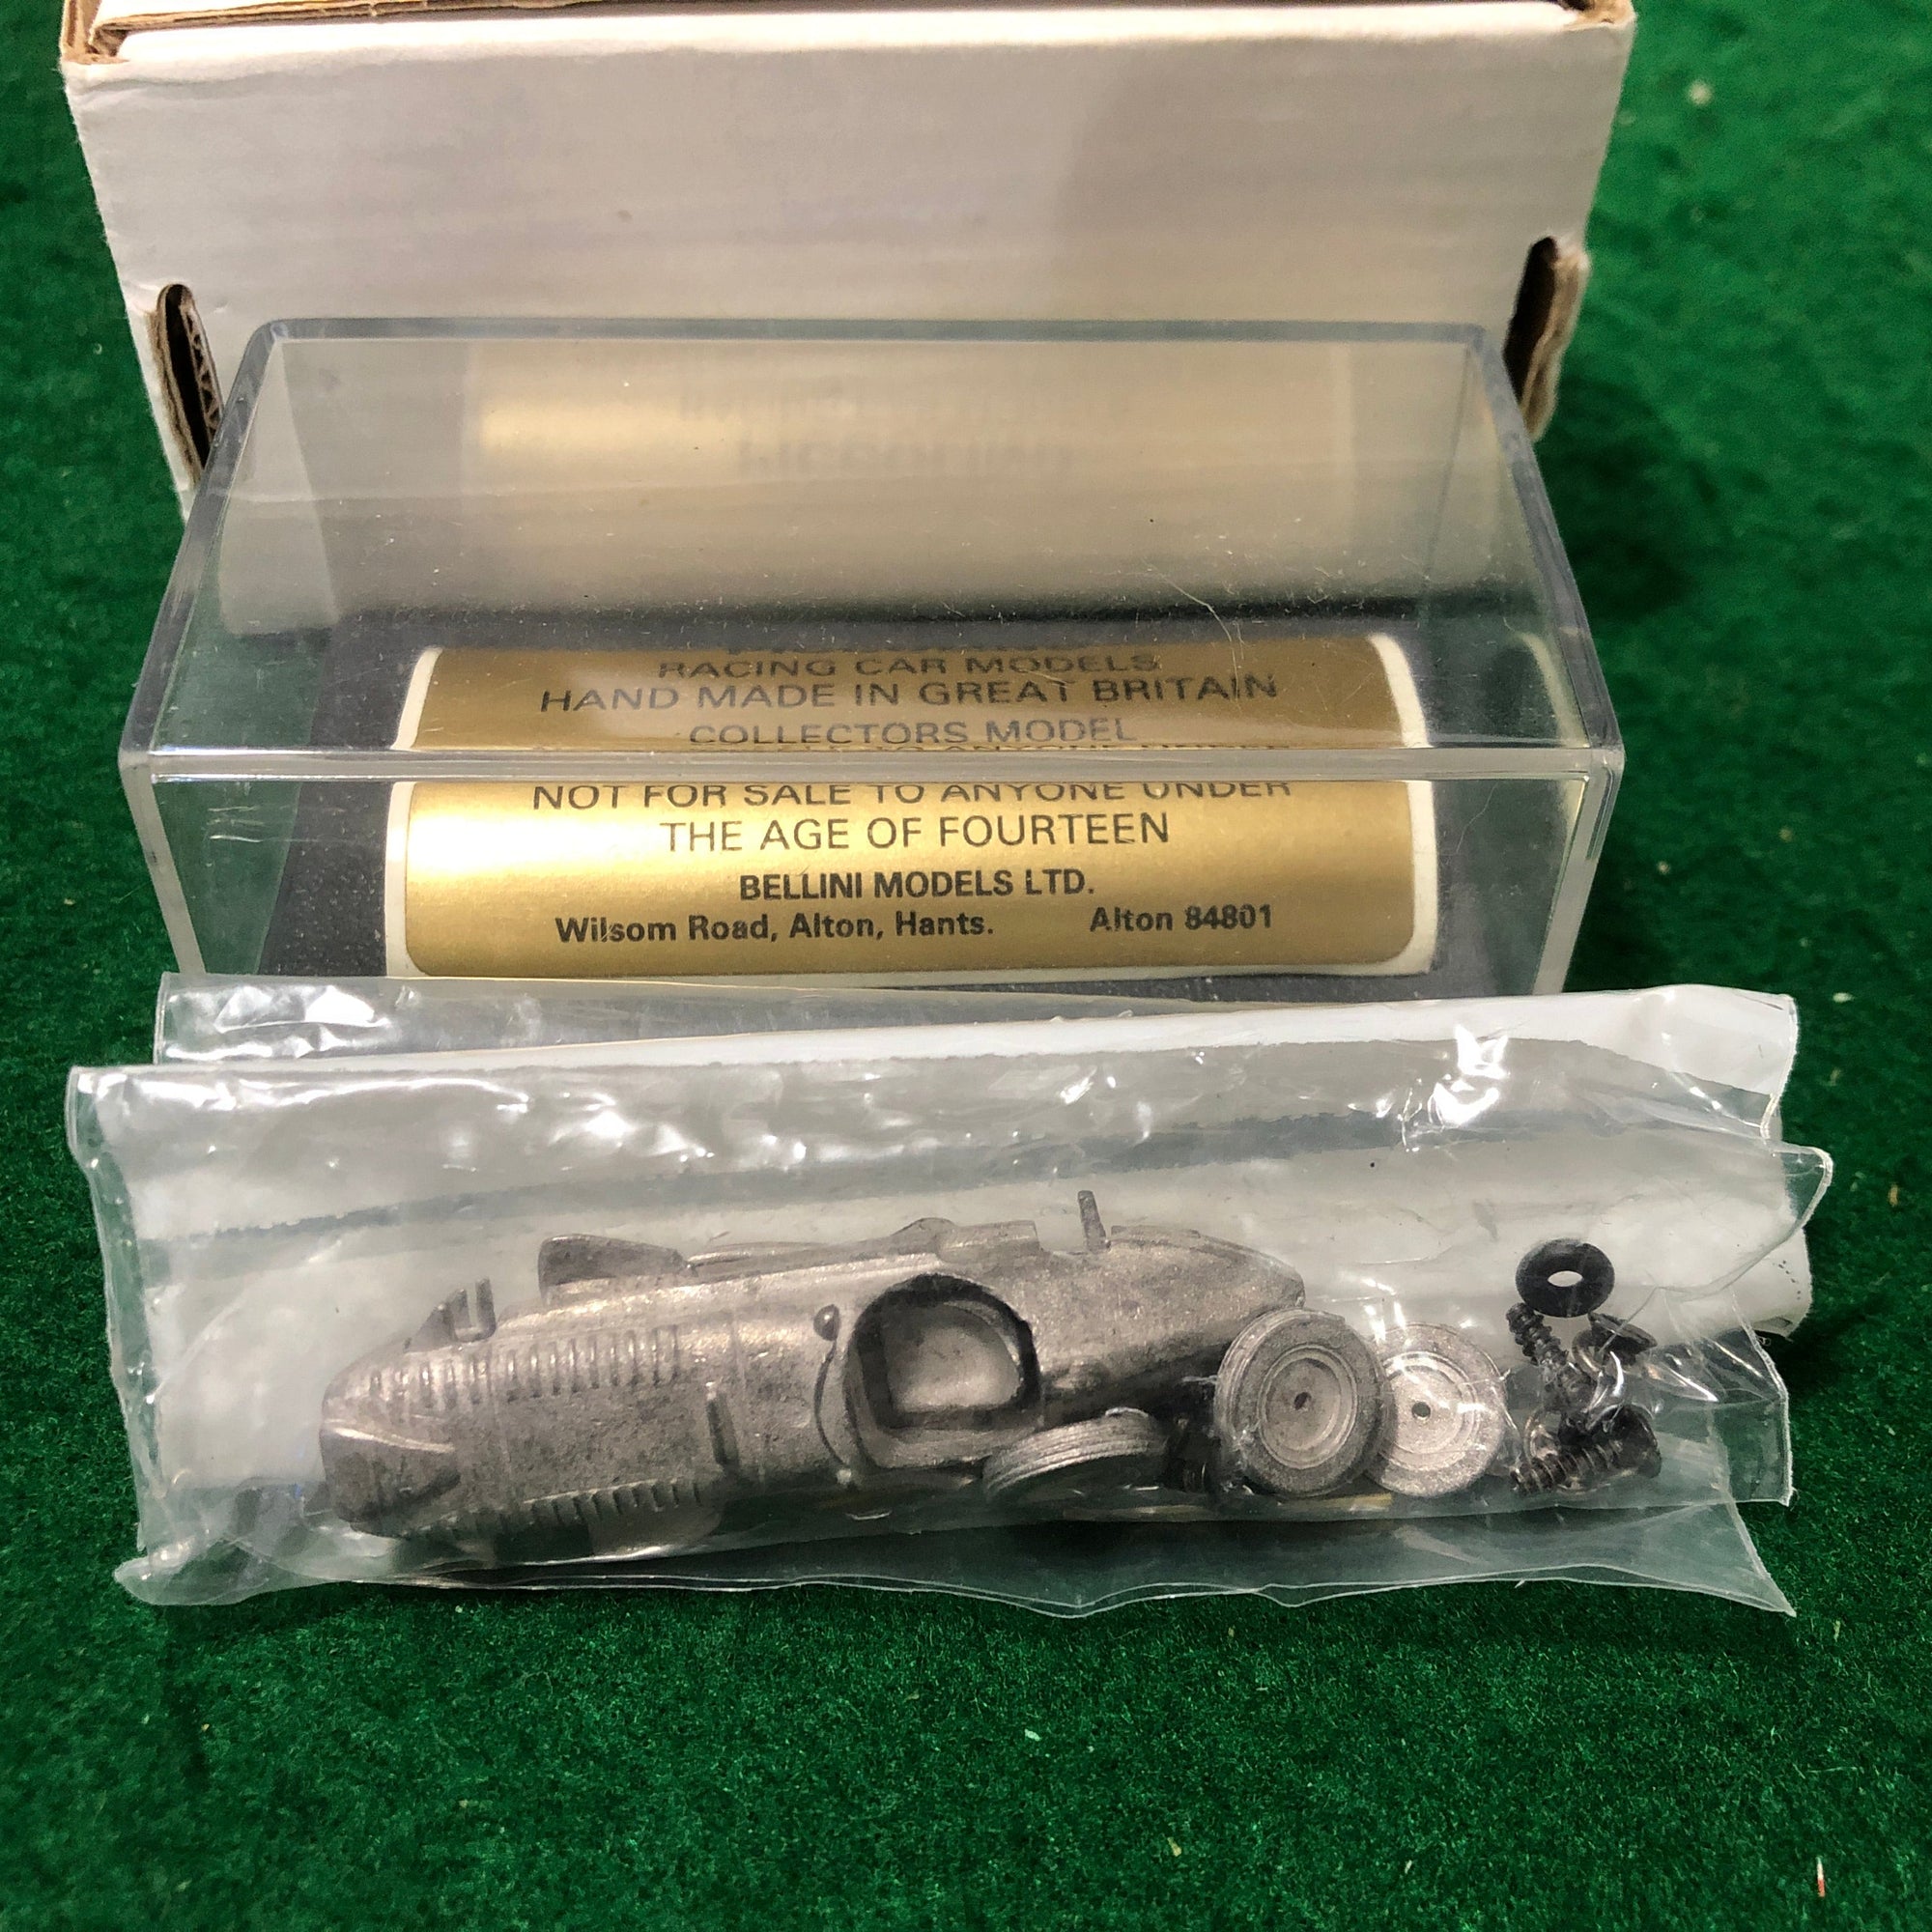 RACING CAR MODELS
HAND MADE IN GREAT BRITAIN
COLLECTORS MODEL
NOT FOR SALE TO ANYONE UNDER
THE AGE OF FOURTEEN
BELLINI MODELS LTD.
Wilsom Road, Alton, Hants. Alton 84801